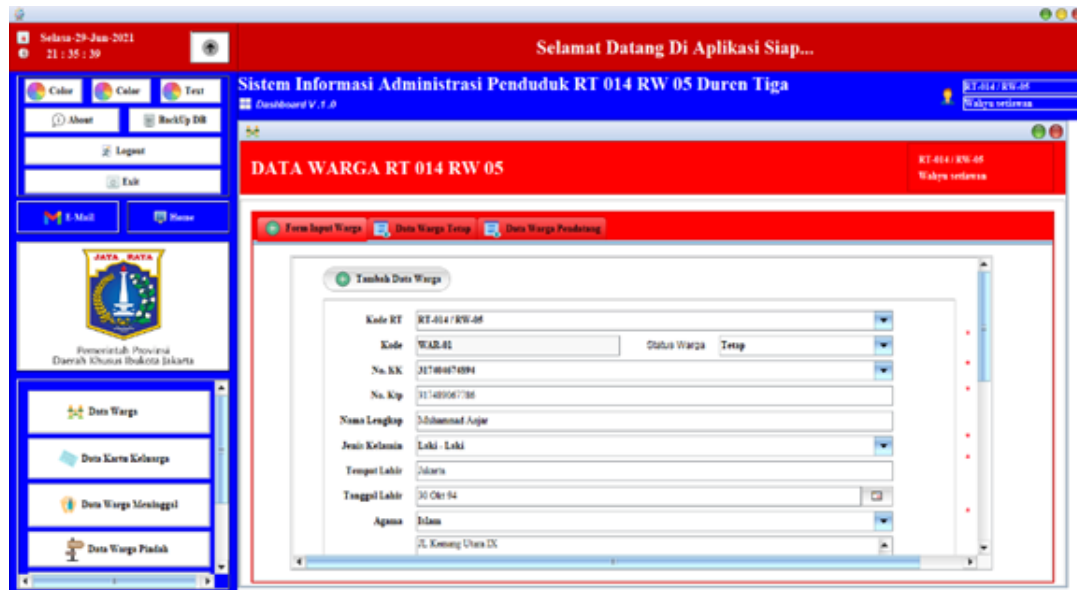 Selasa-29-Jun-2021
21 : 35 : 39
Selamat Datang Di Aplikasi Siap...
Color
Color
Text
About
BackUp DB
Logout
Exit
E-Mail
Home
JAYA RAYA
Pemerintah Provinsi
Daerah Khusus Ibukota Jakarta
Data Warga
Data Kartu Keluarga
Data Warga Meninggal
Data Warga Pindah
Sistem Informasi Administrasi Penduduk RT 014 RW 05 Duren Tiga
Dashboard V.1.0
RT-014 / RW-05
Wahyu setiawan
DATA WARGA RT 014 RW 05
RT-014 / RW-05
Wahyu setiawan
Form Input Warga
Data Warga Tetap
Data Warga Pendatang
Tambah Data Warga
Kode RT RT-014 / RW-05
Kode WAR-01 Status Warga Tetap
No. KK
No. Ktp
Nama Lengkap Muhammad Anjar
Jenis Kelamin Laki - Laki
Tempat Lahir Jakarta
Tanggal Lahir 30 Okt 94
Agama Islam
JL. Kemang Utara IX